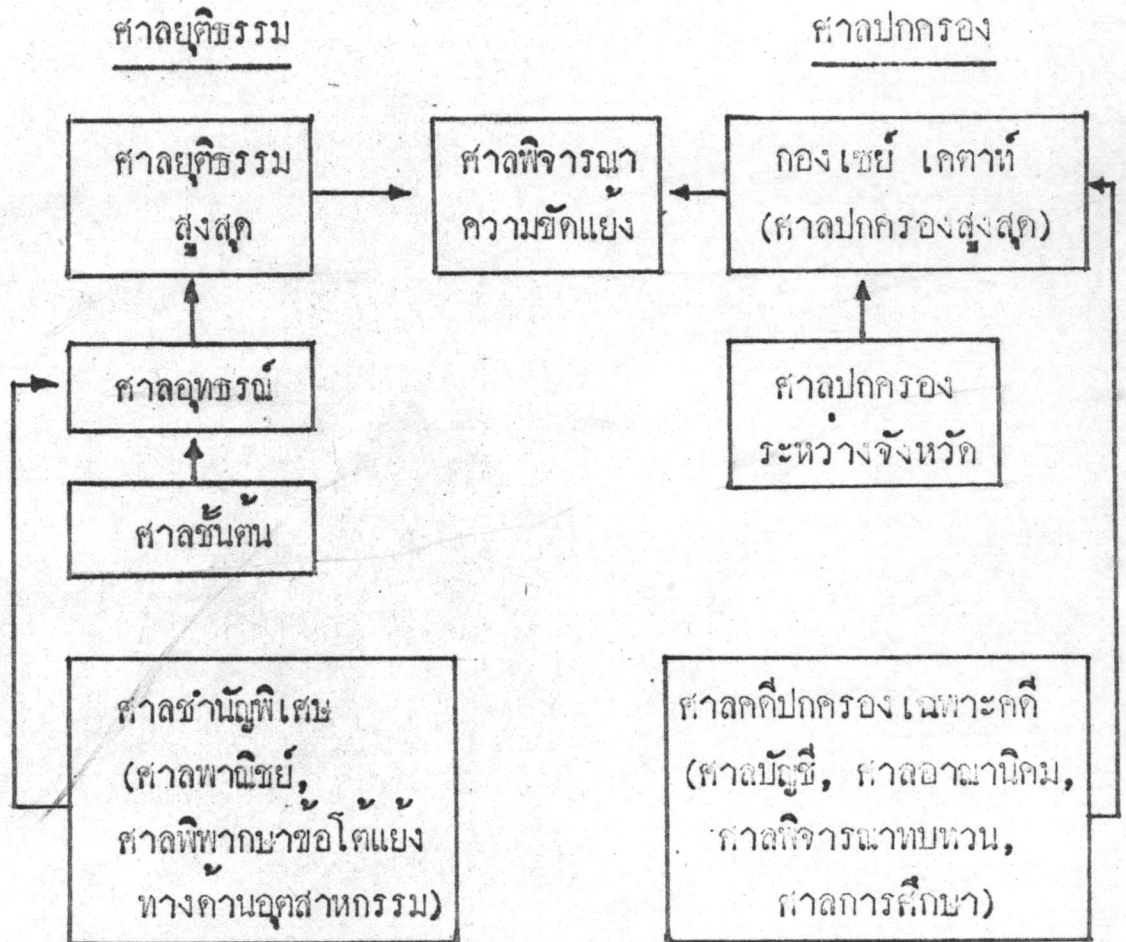 ศาลยุติธรรม
ศาลปกครอง
ศาลยุติธรรม
สูงสุด
ศาลพิจารณา
ความขัดแย้ง
กองเซย์ เดตาท์
(ศาลปกครองสูงสุด)
ศาลอุทธรณ์
ศาลปกครอง
ระหว่างจังหวัด
ศาลชั้นต้น
ศาลชำนัญพิเศษ
(ศาลพาณิชย์,
ศาลพิพากษาข้อโต้แย้ง
ทางด้านอุตสาหกรรม)
ศาลคดีปกครองเฉพาะคดี
(ศาลบัญชี, ศาลอาณานิคม,
ศาลพิจารณาทบทวน,
ศาลการศึกษา)